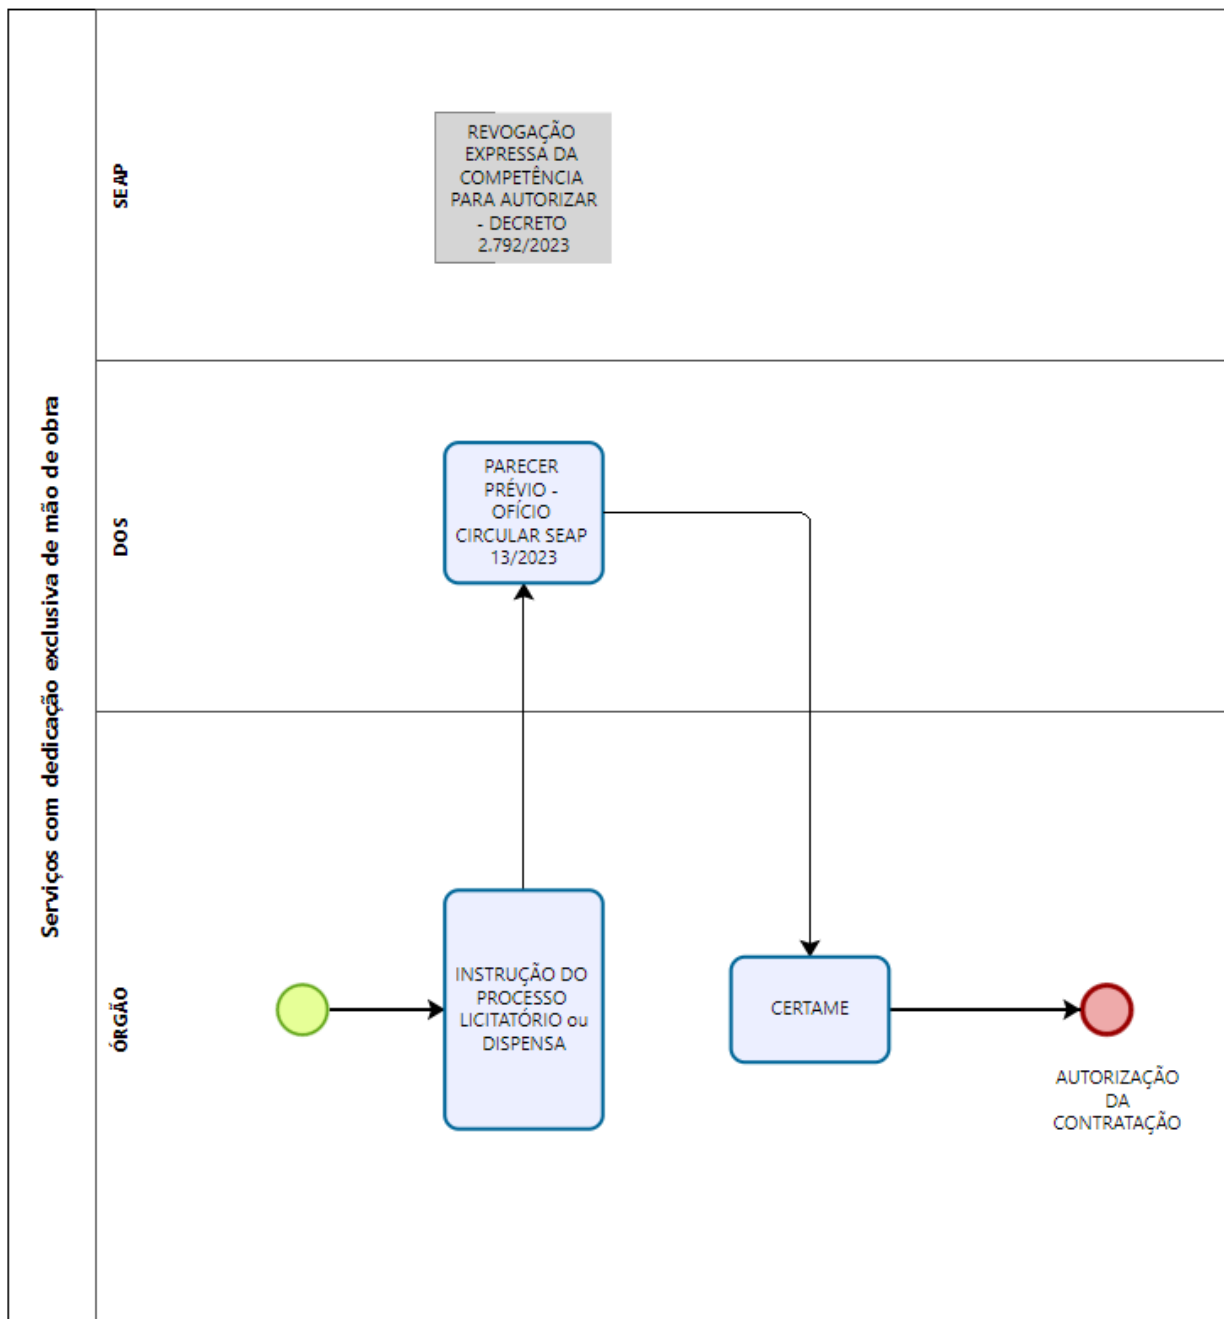 Serviços com dedicação exclusiva de mão de obra
SEAP
REVOGAÇÃO
EXPRESSA DA
COMPETÊNCIA
PARA AUTORIZAR
- DECRETO
2.792/2023
DOS
PARECER
PRÉVIO -
OFÍCIO
CIRCULAR SEAP
13/2023
ÓRGÃO
INSTRUÇÃO DO
PROCESSO
LICITATÓRIO ou
DISPENSA
CERTAME
AUTORIZAÇÃO
DA
CONTRATAÇÃO